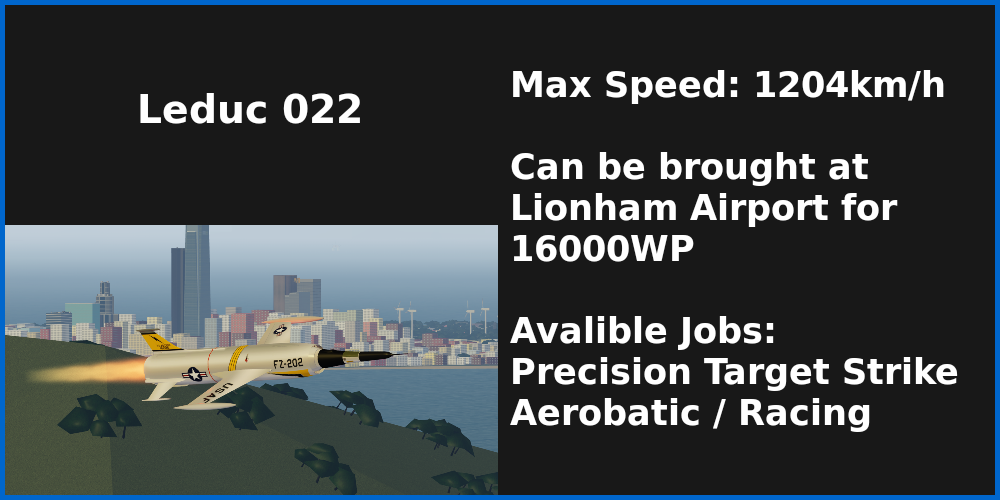 Leduc 022
Max Speed: 1204km/h
Can be brought at
Lionham Airport for
16000WP
Avalible Jobs:
Precision Target Strike
Aerobatic / Racing
FZ-202
USAF